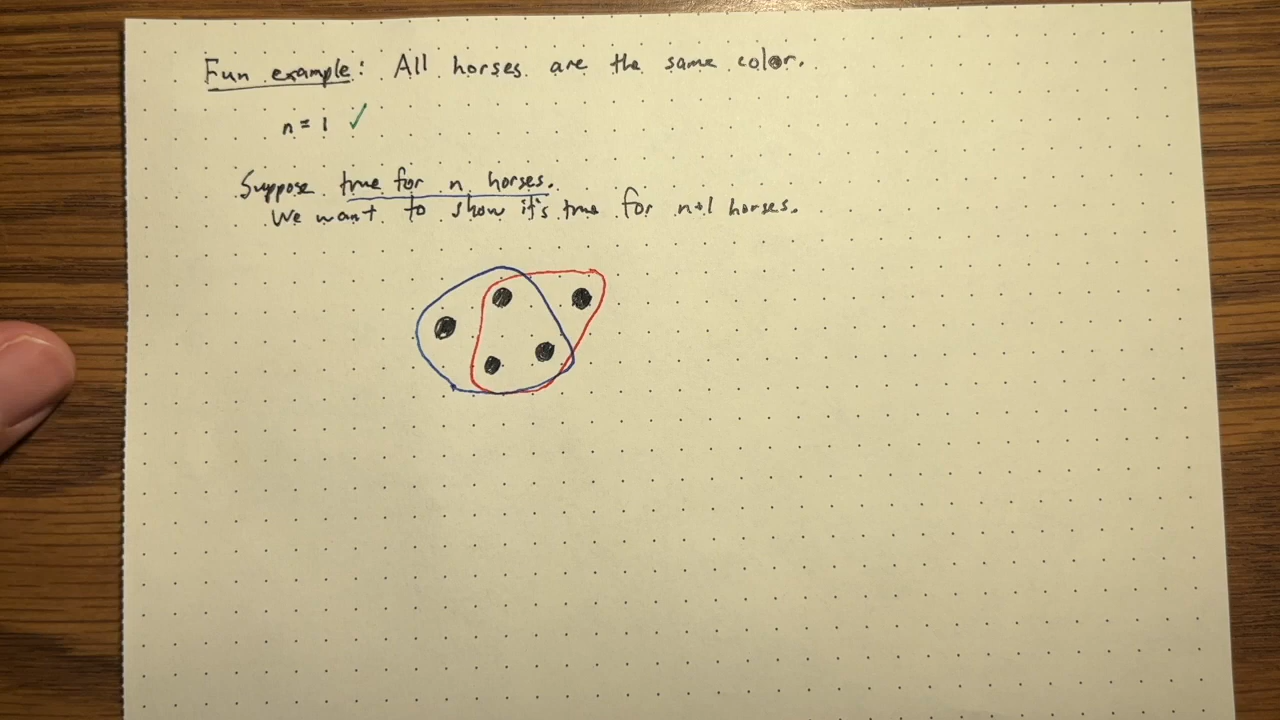 Fun example: All horses are the same color.
n = 1 ✓
Suppose true for n horses.
We want to show it's true for n+1 horses.